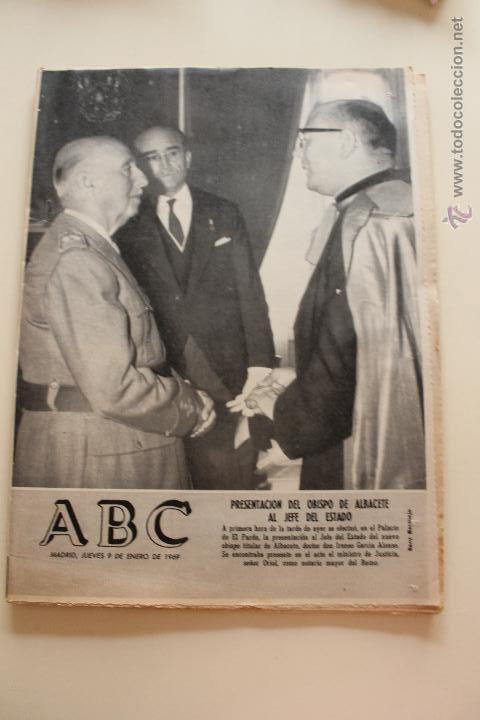 PRESENTACION DEL OBISPO DE ALBACETE
AL JEFE DEL ESTADO
A primera hora de la tarde de ayer se efectuó, en el Palacio
de El Pardo, la presentación al Jefe del Estado del nuevo
obispo titular de Albacete, doctor don Ireneo García Alonso.
Se encontraba presente en el acto el ministro de Justicia,
señor Oriol, como notario mayor del Reino.
ABC
MADRID, JUEVES 9 DE ENERO DE 1969
www.todocoleccion.net